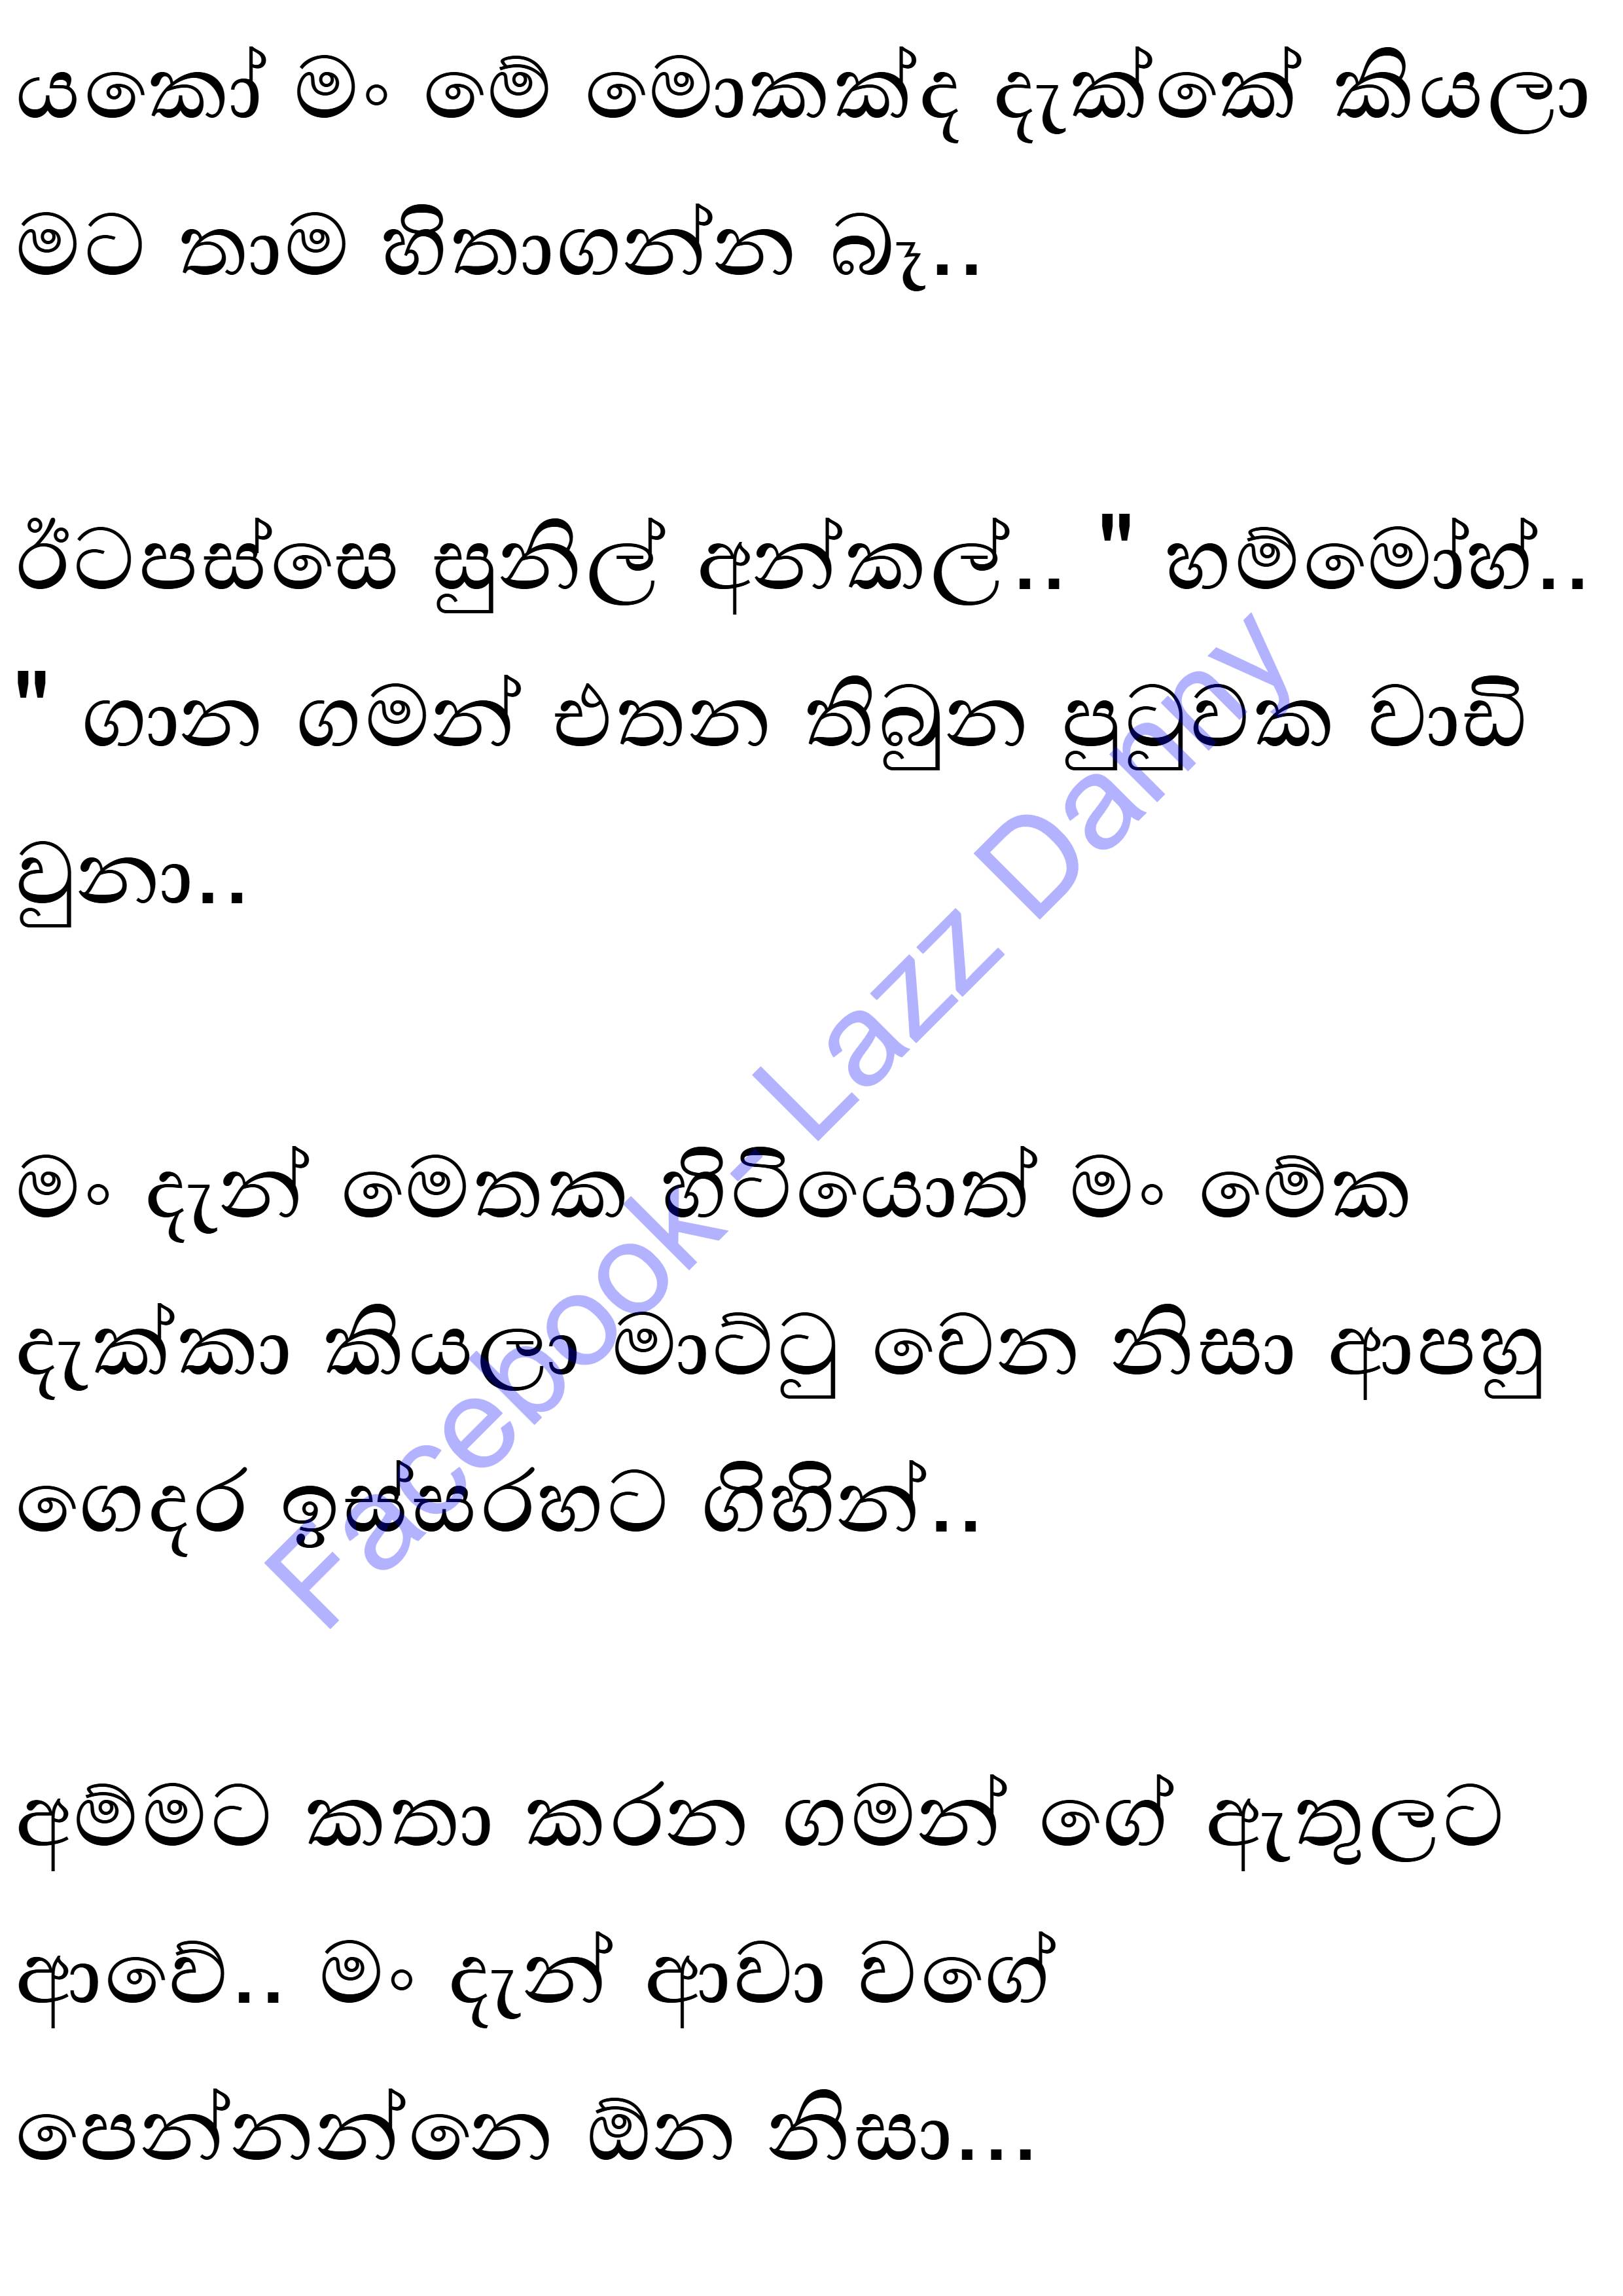 යකෝ මං මේ මොකක්ද දැක්කේ කියලා
මට තාම හිතාගන්න බෑ..
ඊටපස්සෙ සුනිල් අන්කල්.. " හම්මෝහ්..
" ගාන ගමන් එතන තිබුන පුටුවක වාඩි
වුනා..
මං දැන් මෙතක හිටියොත් මං මේක
දැක්කා කියලා මාට්ටු වෙන නිසා ආපහු
ගෙදර ඉස්සරහට ගිහින්..
අම්මට කතා කරන ගමන් ගේ ඇතුලට
ආවේ.. මං දැන් ආවා වගේ
පෙන්නන්නෙ ඕන නිසා...
Facebook - Lazz Danny